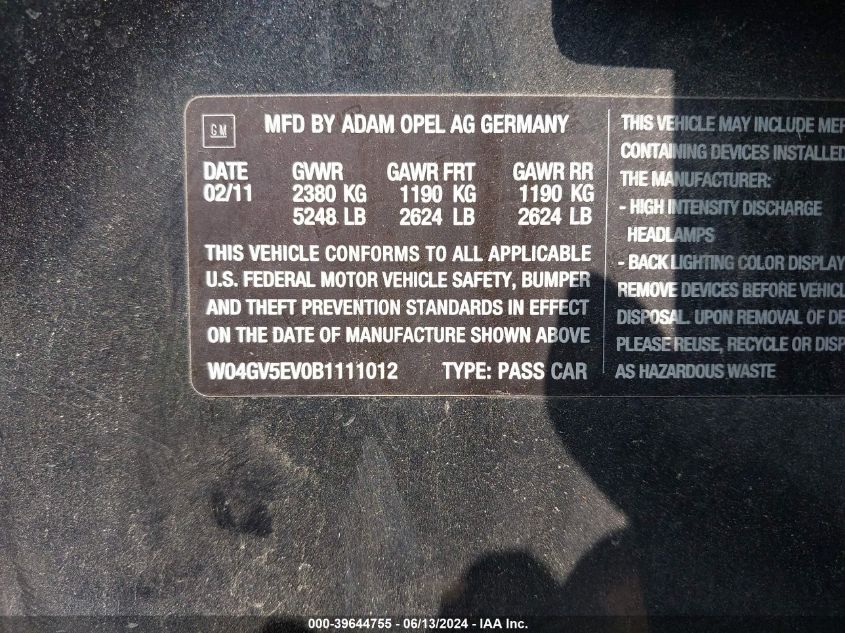 GM
MFD BY ADAM OPEL AG GERMANY
DATE GVWR GAWR FRT GAWR RR
02/11 2380 KG 1190 KG 1190 KG
5248 LB 2624 LB 2624 LB
THIS VEHICLE CONFORMS TO ALL APPLICABLE
U.S. FEDERAL MOTOR VEHICLE SAFETY, BUMPER
AND THEFT PREVENTION STANDARDS IN EFFECT
ON THE DATE OF MANUFACTURE SHOWN ABOVE
W04GV5EV0B1111012 TYPE: PASS CAR
THIS VEHICLE MAY INCLUDE MER
CONTAINING DEVICES INSTALLED
THE MANUFACTURER:
- HIGH INTENSITY DISCHARGE
HEADLAMPS
- BACK LIGHTING COLOR DISPLAY
REMOVE DEVICES BEFORE VEHICL
DISPOSAL. UPON REMOVAL OF DE
PLEASE REUSE, RECYCLE OR DISP
AS HAZARDOUS WASTE
000-39644755 - 06/13/2024 - IAA Inc.